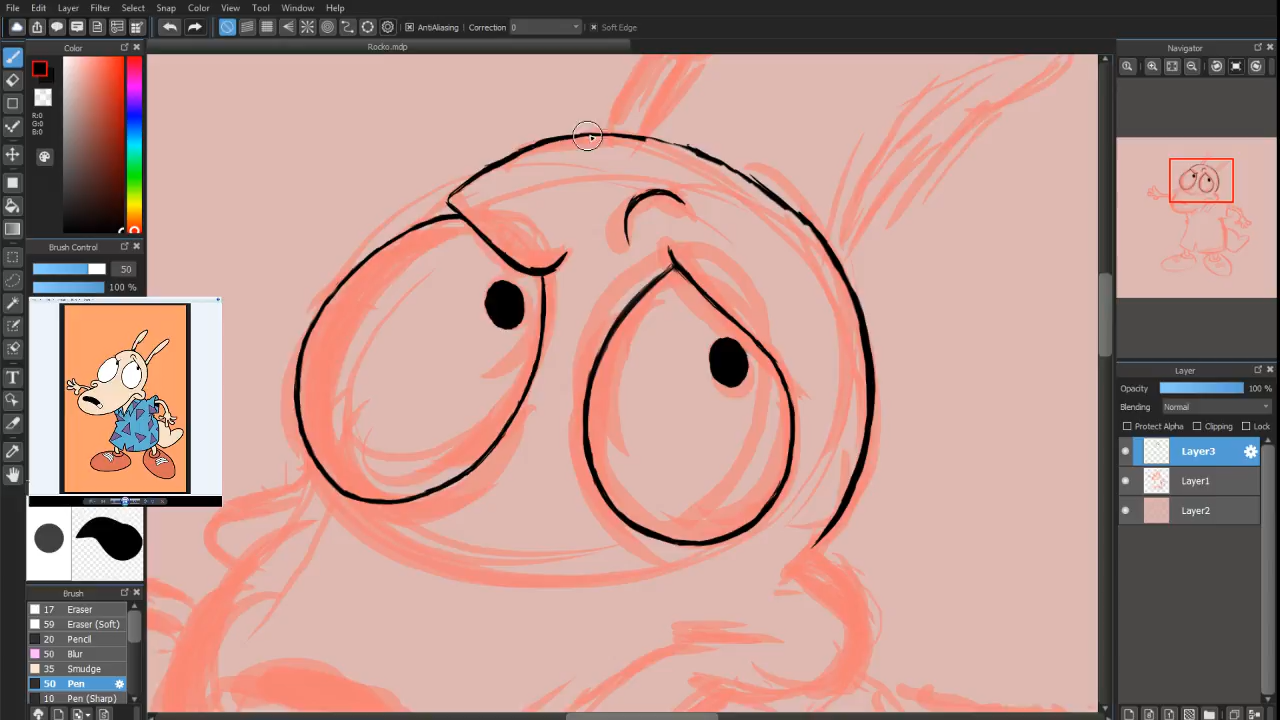 File Edit Layer Filter Select Snap Color View Tool Window Help
AntiAliasing Correction 0 Soft Edge
Color Rocko.mdp Navigator
R:0
G:0
B:0
Brush Control
50
100 %
Layer
Opacity 100 %
Blending Normal
Protect Alpha Clipping Lock
Layer3
Layer1
Layer2
Brush
17 Eraser
59 Eraser (Soft)
20 Pencil
50 Blur
35 Smudge
50 Pen
10 Pen (Sharp)